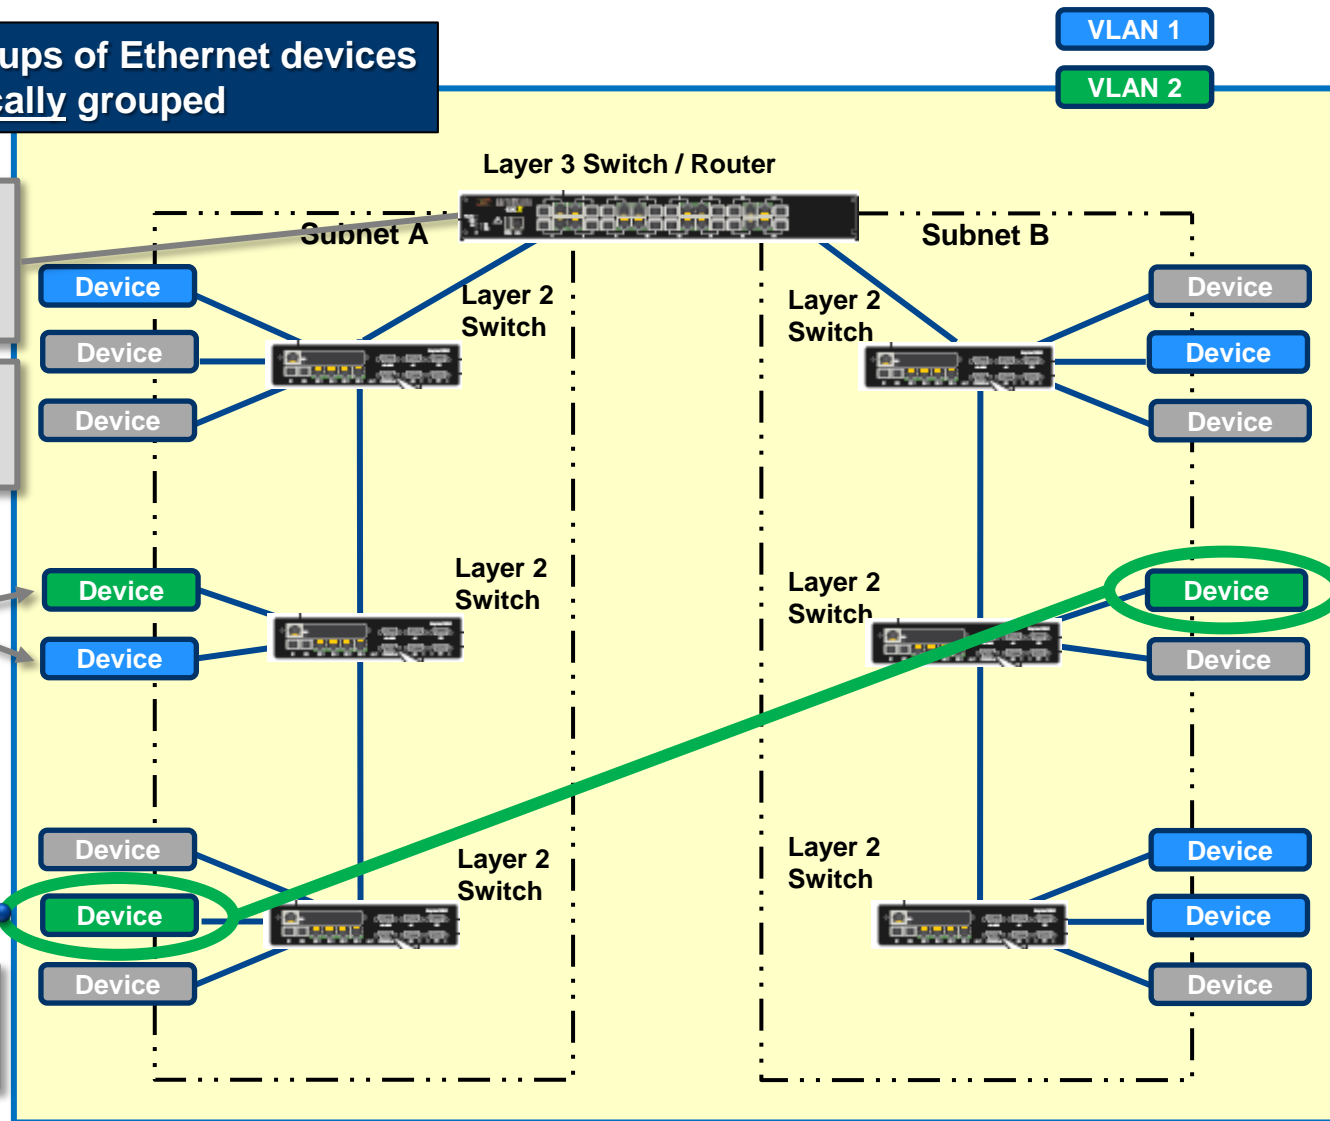 VLAN 1
ups of Ethernet devices
cally grouped
VLAN 2
Layer 3 Switch / Router
Subnet A
Subnet B
Device
Layer 2
Switch
Layer 2
Switch
Device
Device
Device
Device
Device
Device
Layer 2
Switch
Layer 2
Switch
Device
Device
Device
Device
Layer 2
Switch
Layer 2
Switch
Device
Device
Device
Device
Device
Device